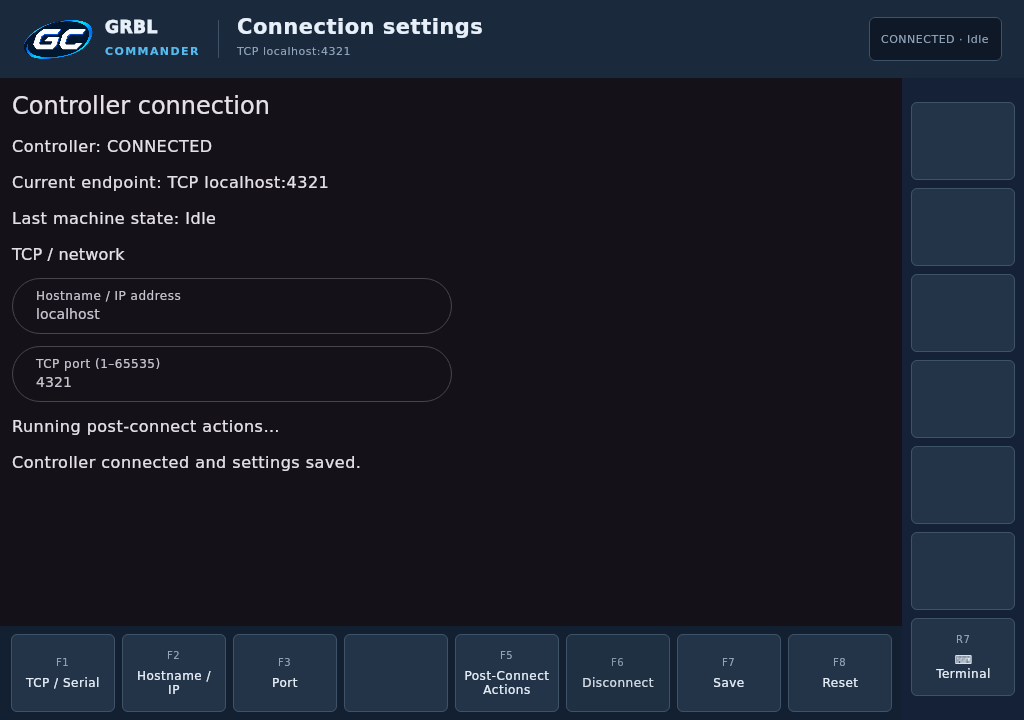 GC
GRBL
COMMANDER
Connection settings
TCP localhost:4321
CONNECTED · Idle
Controller connection
Controller: CONNECTED
Current endpoint: TCP localhost:4321
Last machine state: Idle
TCP / network
Hostname / IP address
localhost
TCP port (1–65535)
4321
Running post-connect actions...
Controller connected and settings saved.
R7
⌨
Terminal
F1
TCP / Serial
F2
Hostname /
IP
F3
Port
F5
Post-Connect
Actions
F6
Disconnect
F7
Save
F8
Reset